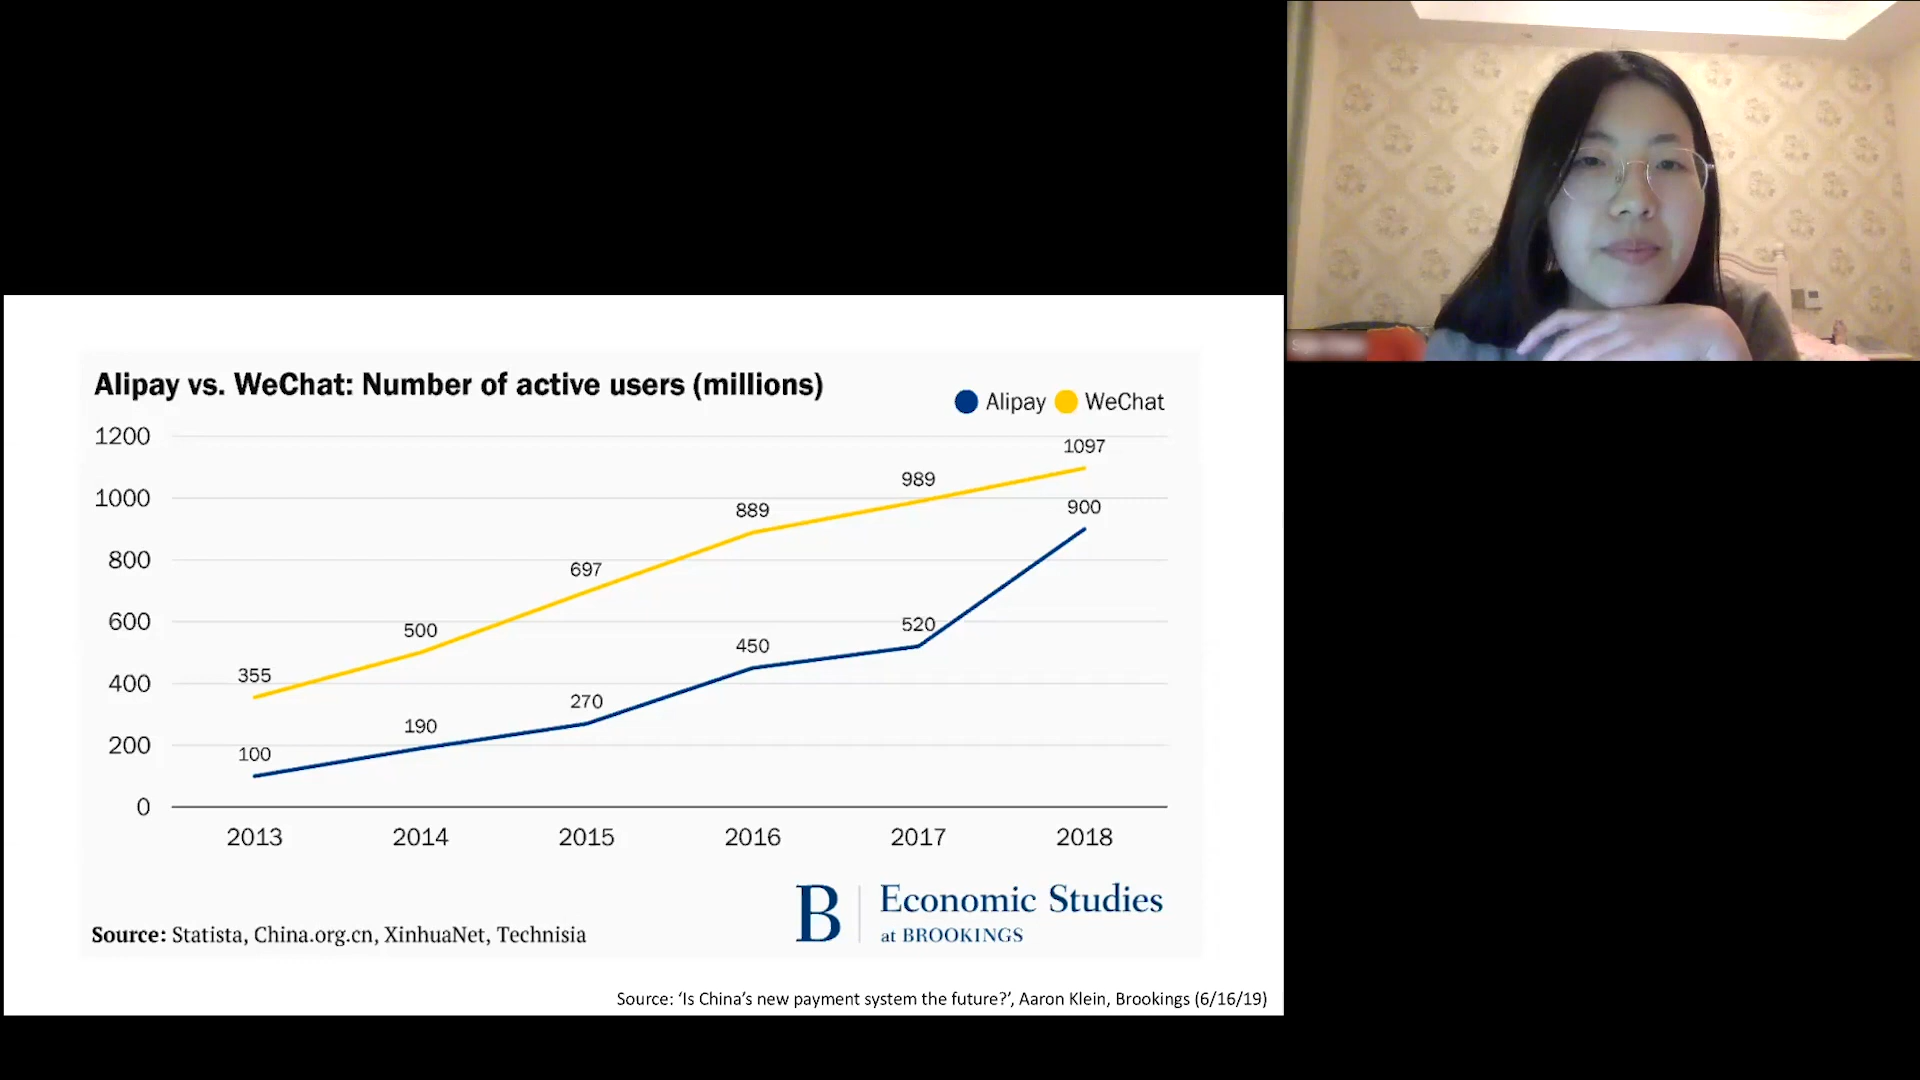 Alipay vs. WeChat: Number of active users (millions)
Alipay WeChat
1200
1000
800
600
400
200
0
355
500
697
889
989
1097
100
190
270
450
520
900
2013 2014 2015 2016 2017 2018
B Economic Studies
at BROOKINGS
Source: Statista, China.org.cn, XinhuaNet, Technisia
Source: ‘Is China’s new payment system the future?’, Aaron Klein, Brookings (6/16/19)